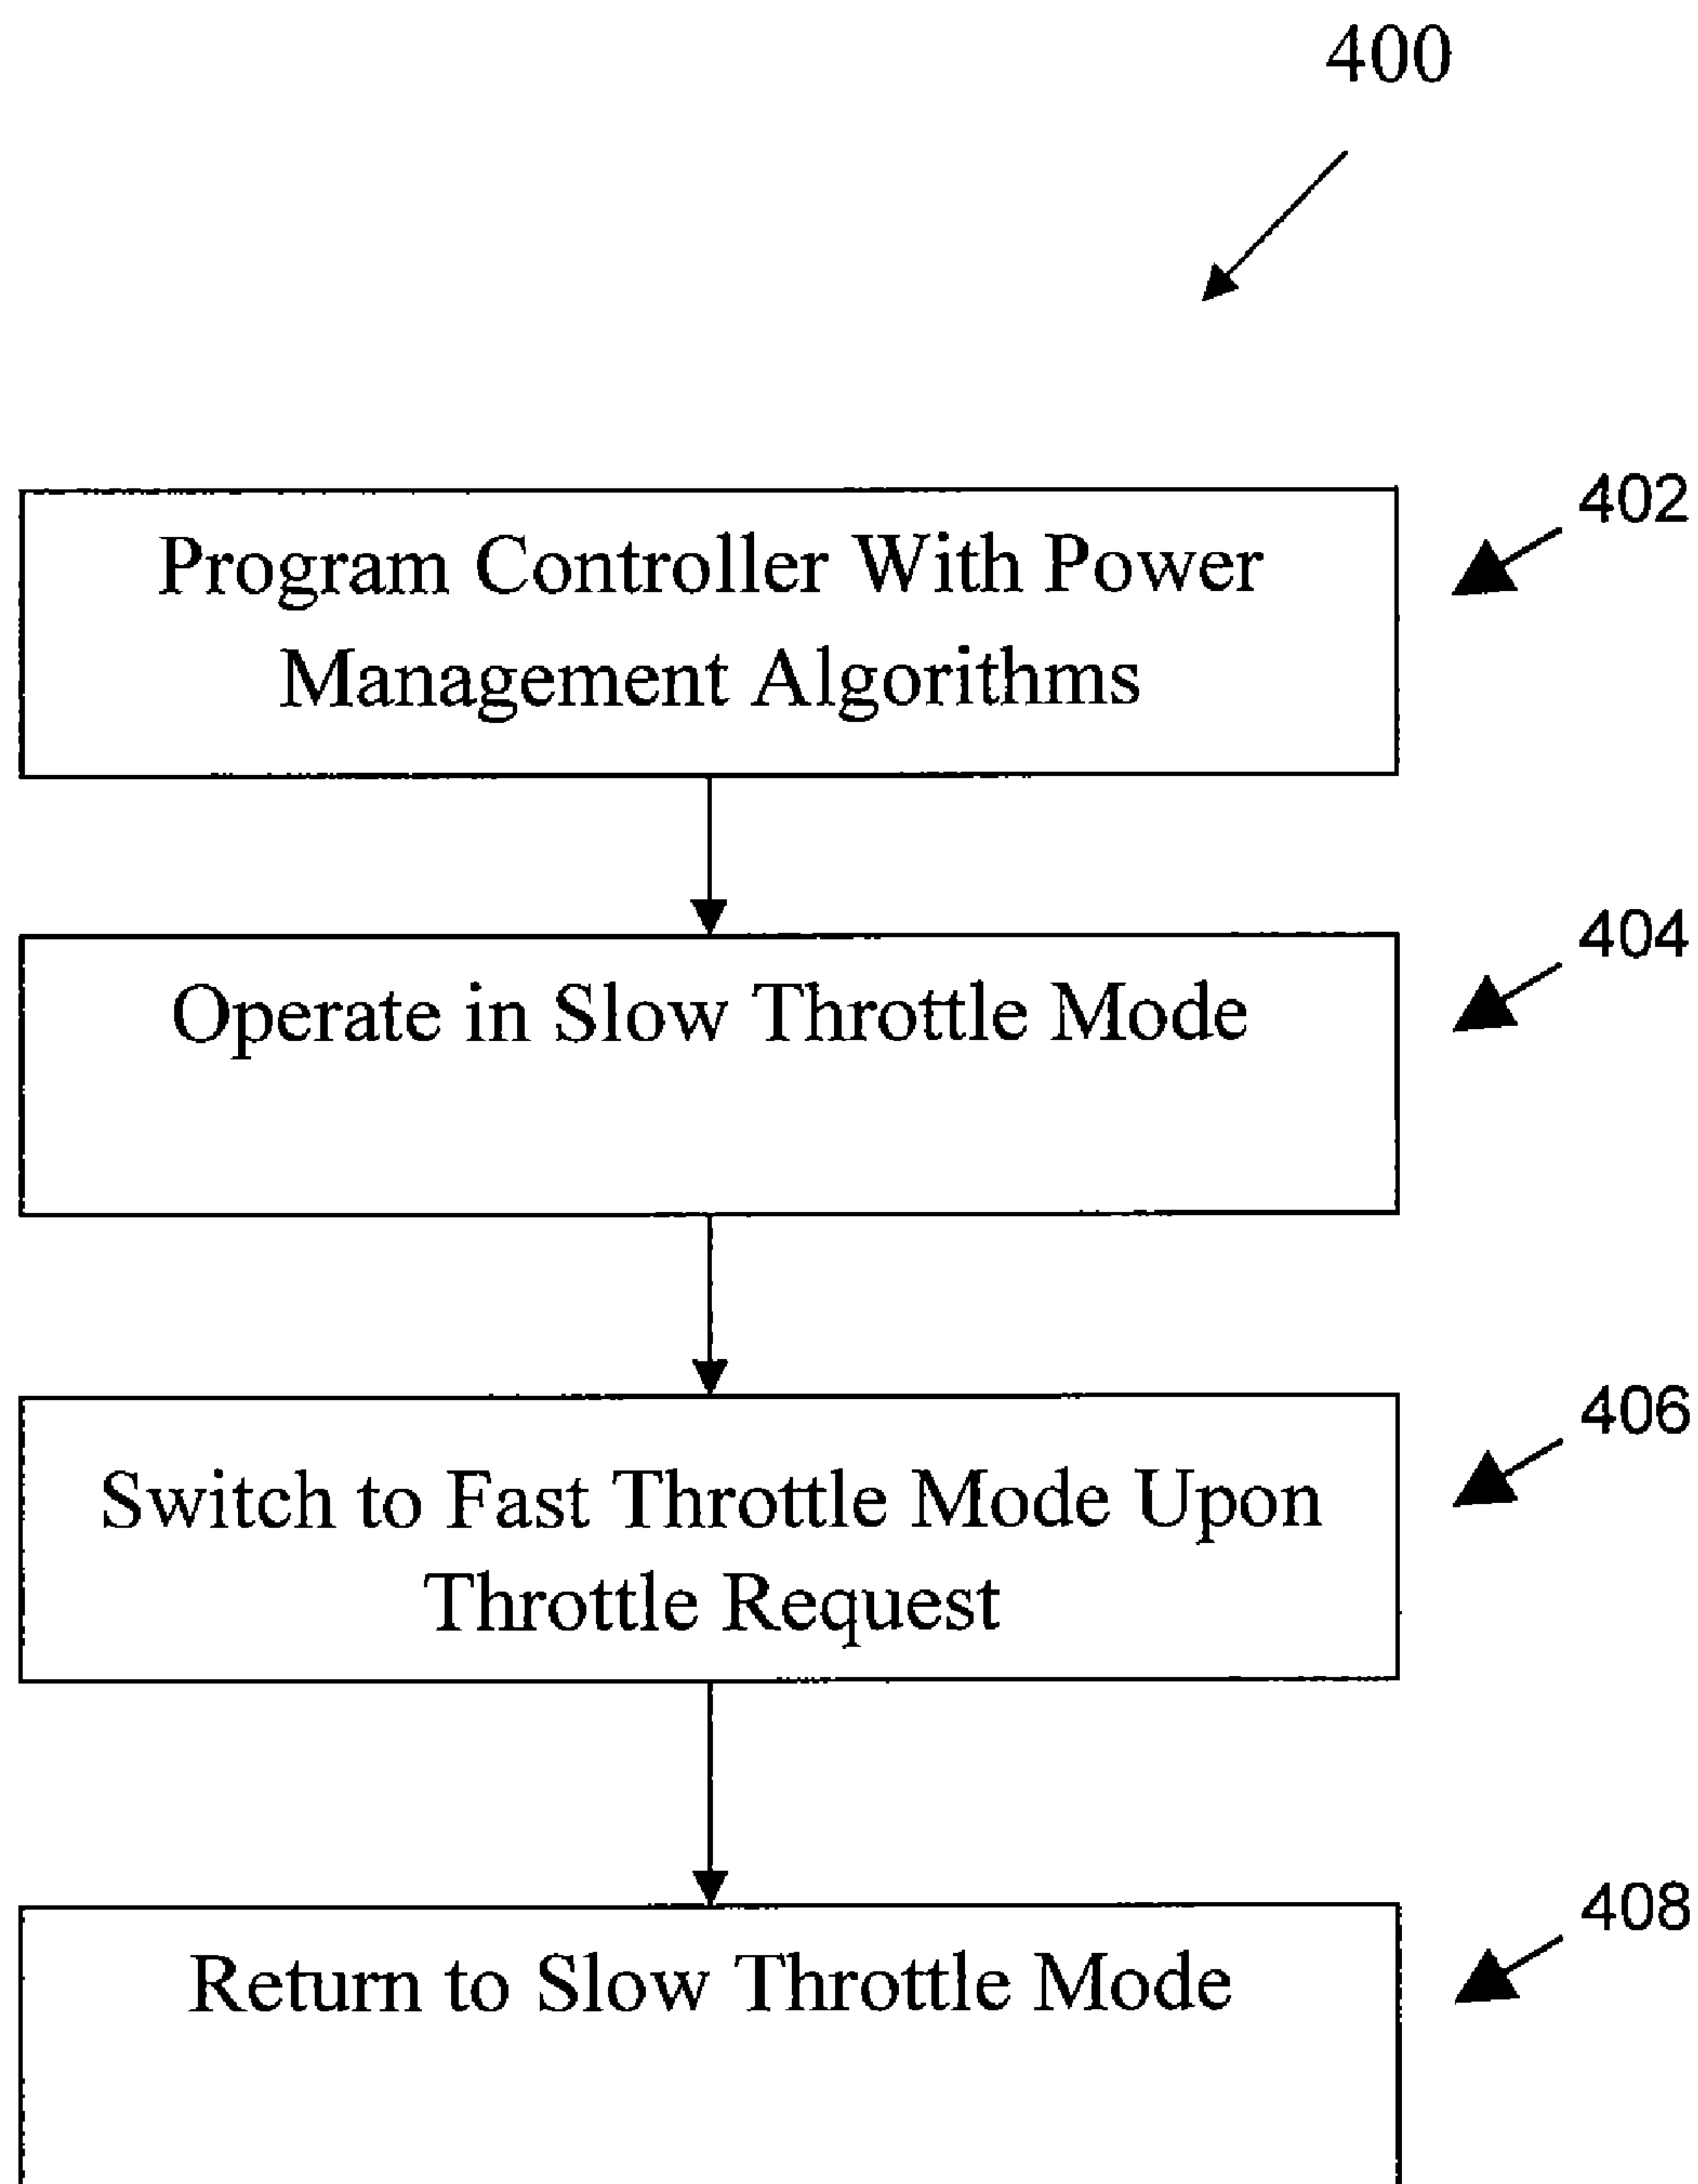 400
402
Program Controller With Power
Management Algorithms
404
Operate in Slow Throttle Mode
406
Switch to Fast Throttle Mode Upon
Throttle Request
408
Return to Slow Throttle Mode